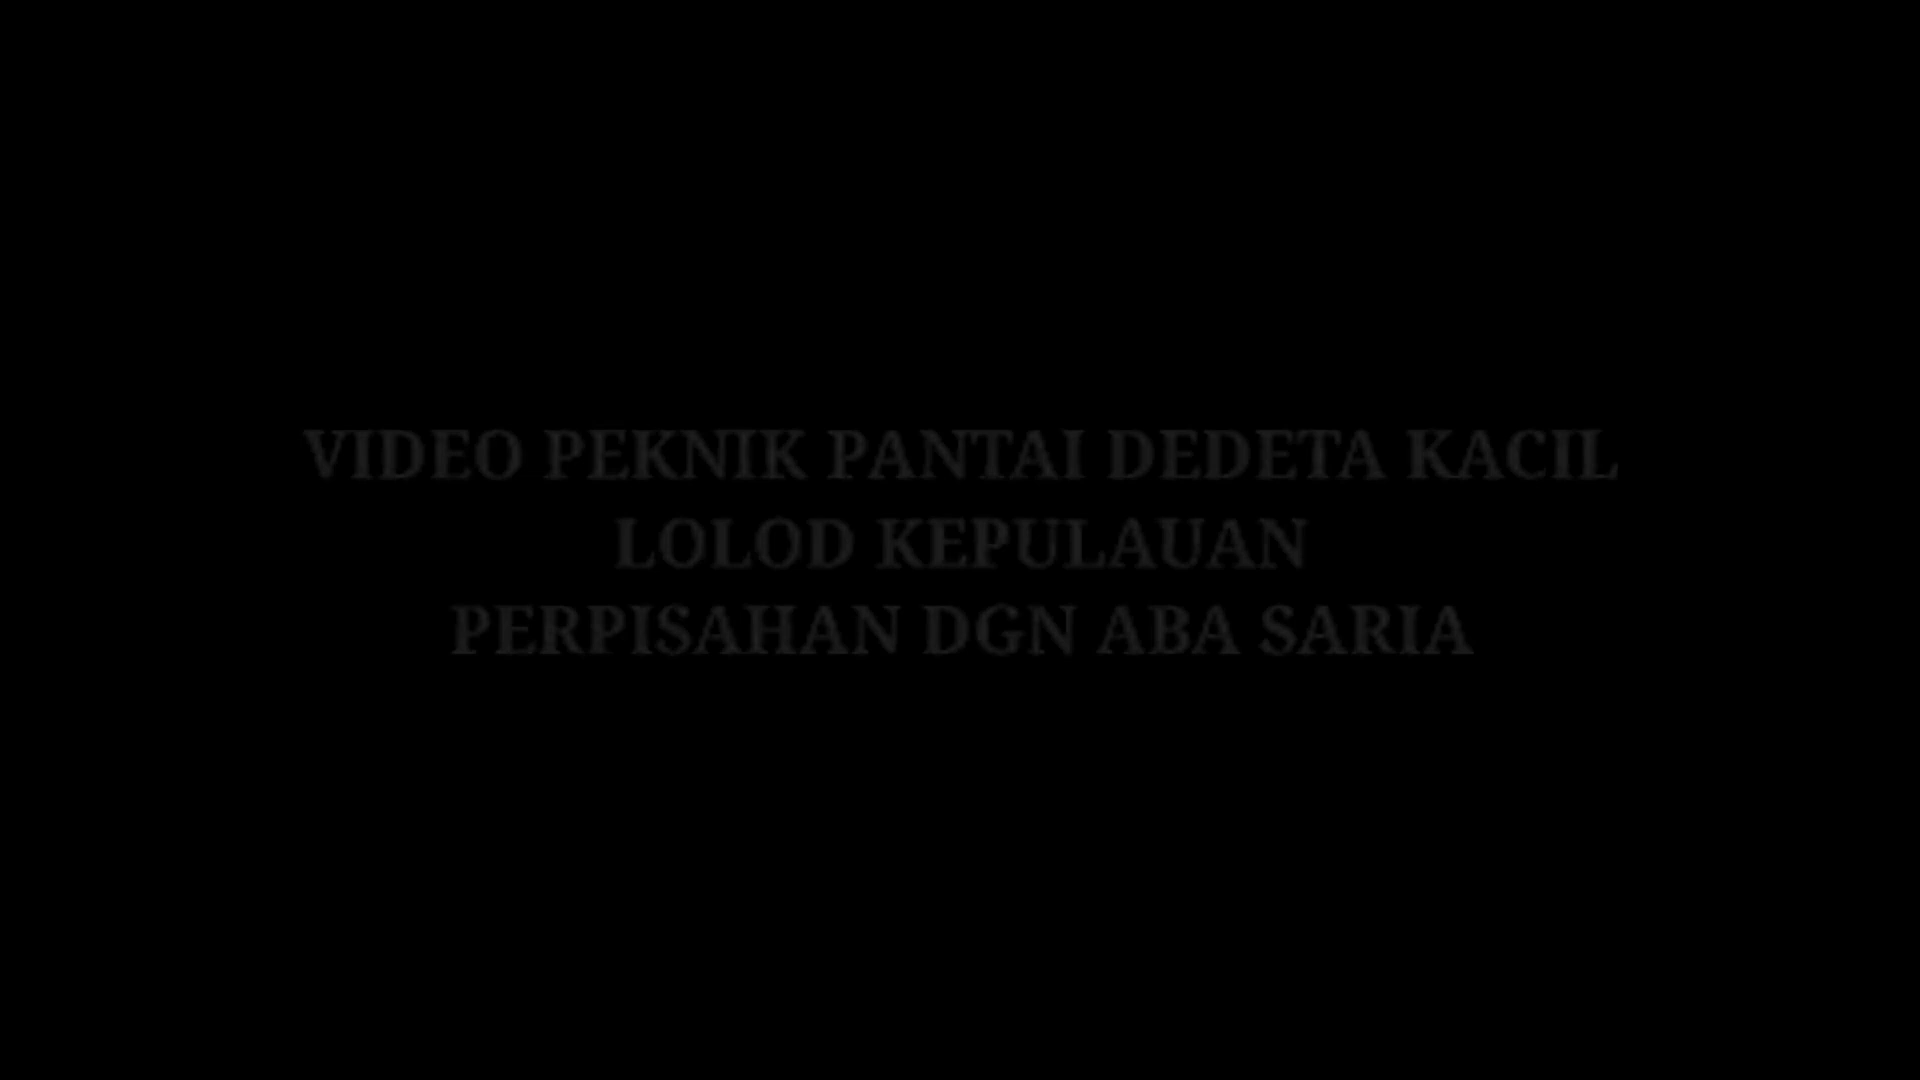 VIDEO PEKNIK PANTAI DEDETA KACIL
LOLOD KEPULAUAN
PERPISAHAN DGN ABA SARIA